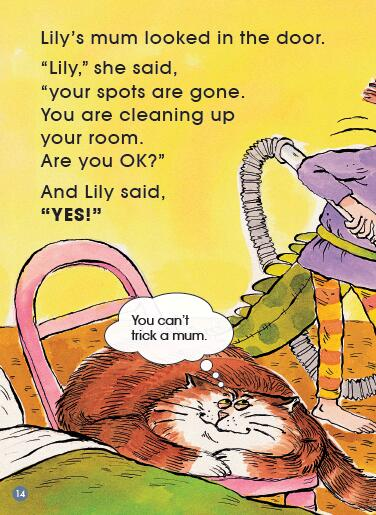 Lily’s mum looked in the door.
“Lily,” she said,
“your spots are gone.
You are cleaning up
your room.
Are you OK?”
And Lily said,
“YES!”
You can’t
trick a mum.
14